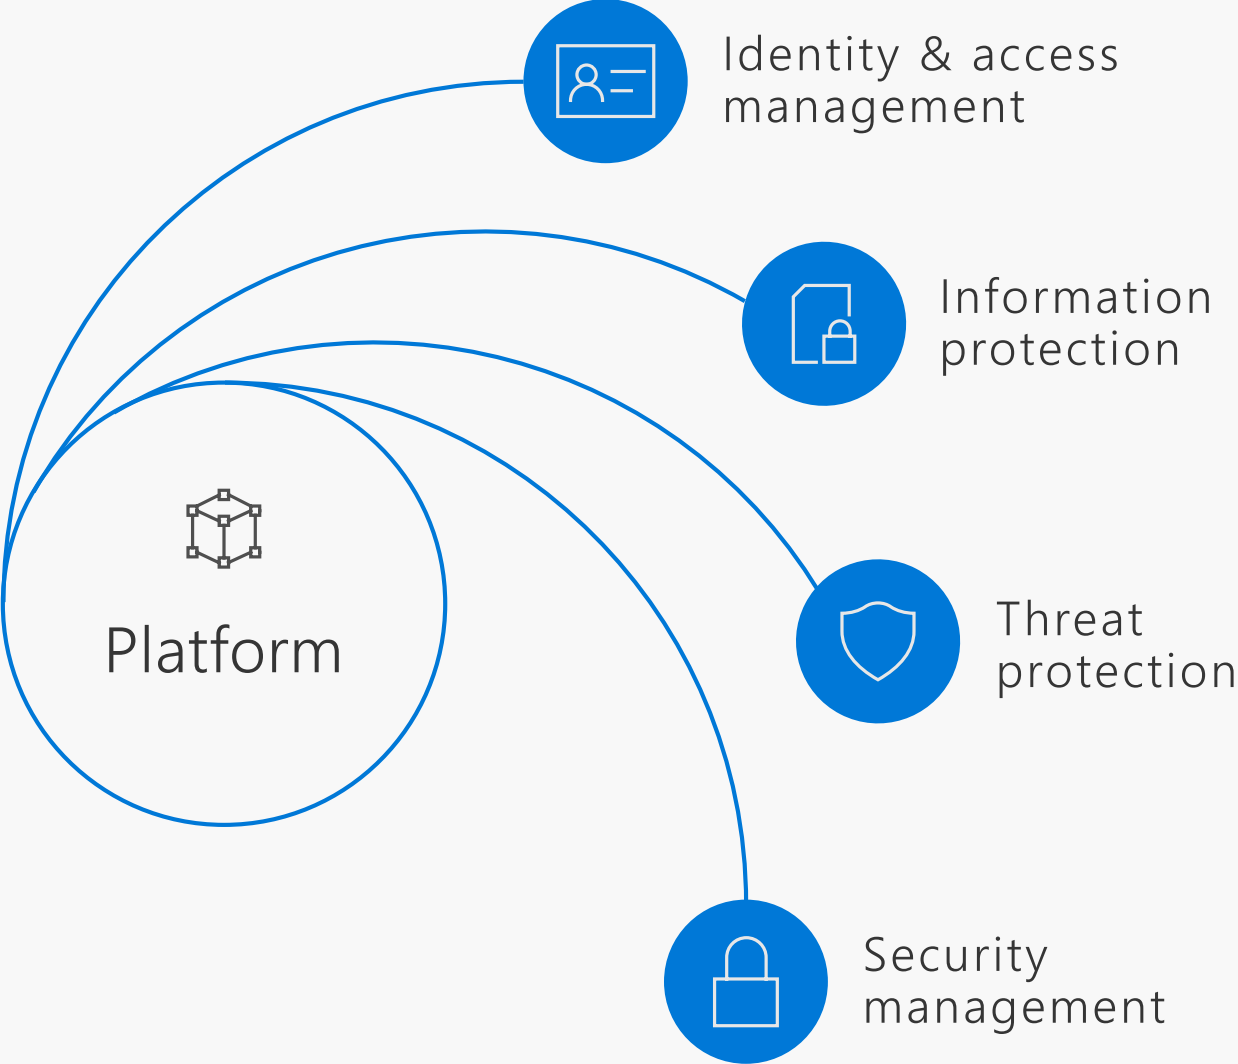 Identity & access
management
Information
protection
Threat
protection
Platform
Security
management